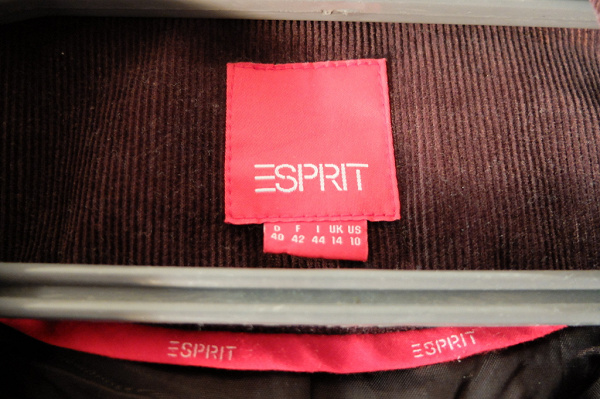 ESPRIT
D F I UK US
40 42 44 14 10
ESPRIT ESPRIT